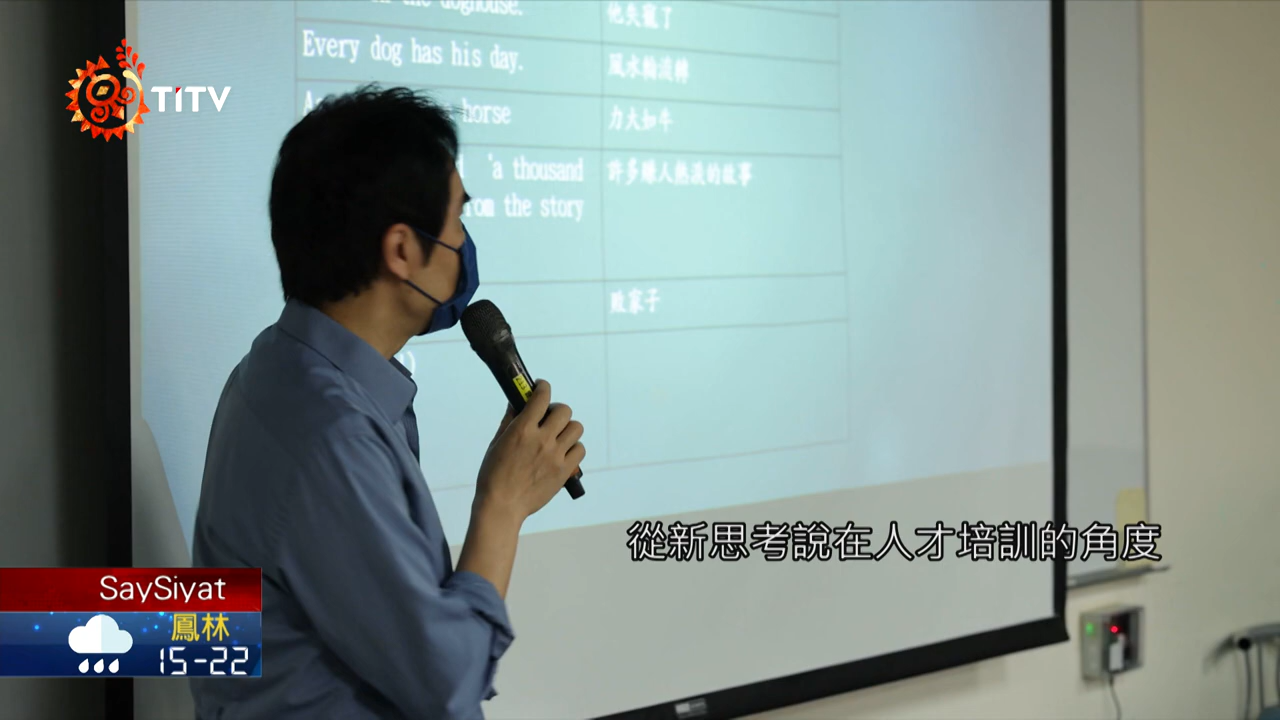 the doghouse.
他失寵了
Every dog has his day.
風水輪流轉
horse
力大如牛
'a thousand
許多賺人熱淚的故事
from the story
敗家子
TITV
從新思考說在人才培訓的角度
SaySiyat
鳳林
15-22